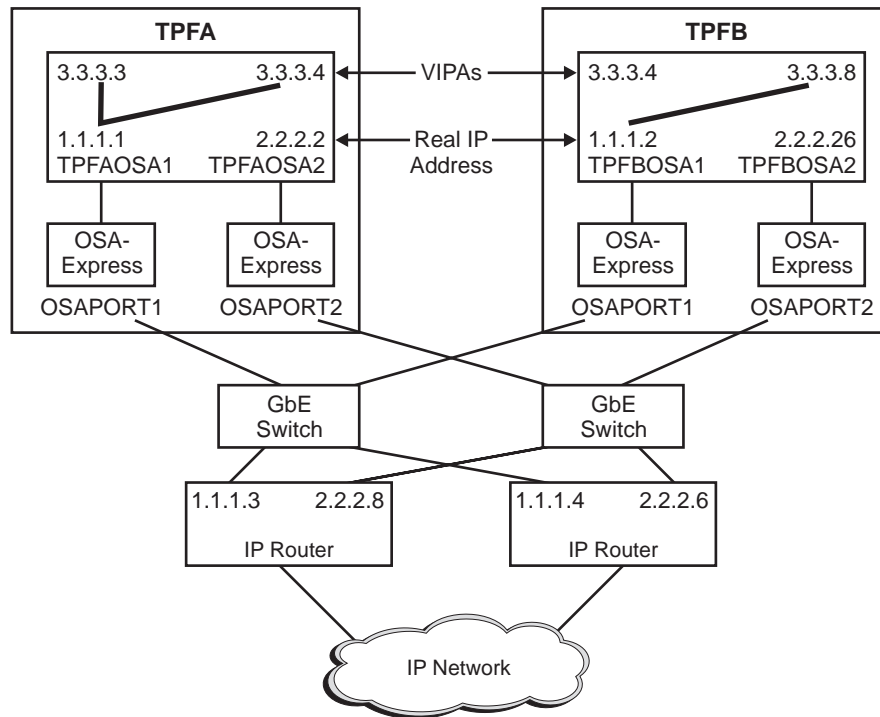 TPFA
TPFB
3.3.3.3
3.3.3.4
VIPAs
3.3.3.4
3.3.3.8
1.1.1.1
2.2.2.2
Real IP
Address
1.1.1.2
2.2.2.26
TPFAOSA1
TPFAOSA2
TPFBOSA1
TPFBOSA2
OSA-
Express
OSA-
Express
OSA-
Express
OSA-
Express
OSAPORT1
OSAPORT2
OSAPORT1
OSAPORT2
GbE
Switch
GbE
Switch
1.1.1.3
2.2.2.8
IP Router
1.1.1.4
2.2.2.6
IP Router
IP Network